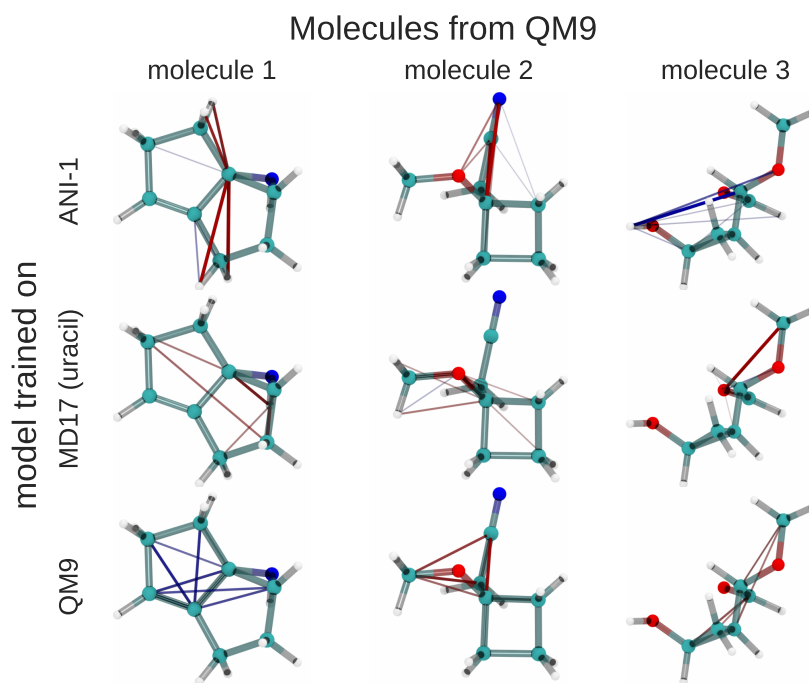 Molecules from QM9
molecule 1
molecule 2
molecule 3
model trained on
ANI-1
MD17 (uracil)
QM9